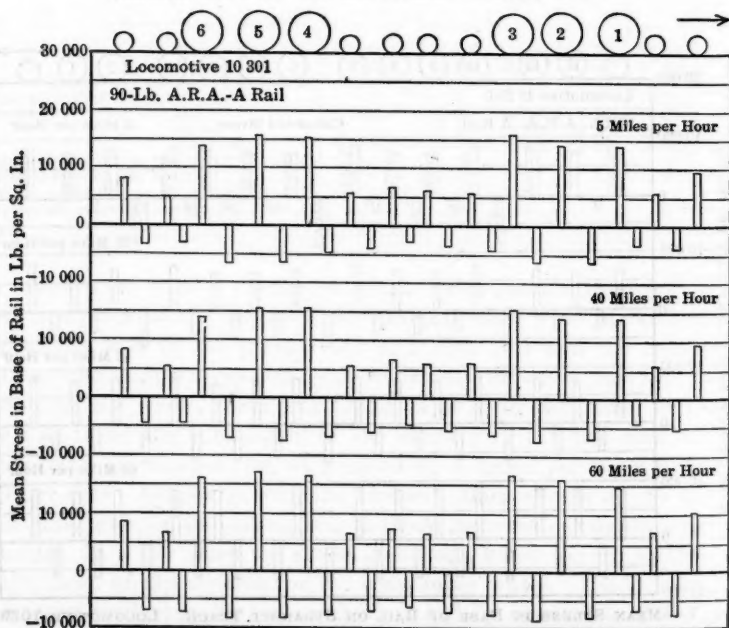 6 5 4 3 2 1
30 000
Locomotive 10 301
90-Lb. A.R.A.-A Rail
20 000
5 Miles per Hour
10 000
0
-10 000
40 Miles per Hour
10 000
0
-10 000
60 Miles per Hour
10 000
0
-10 000
Mean Stress in Base of Rail in Lb. per Sq. In.